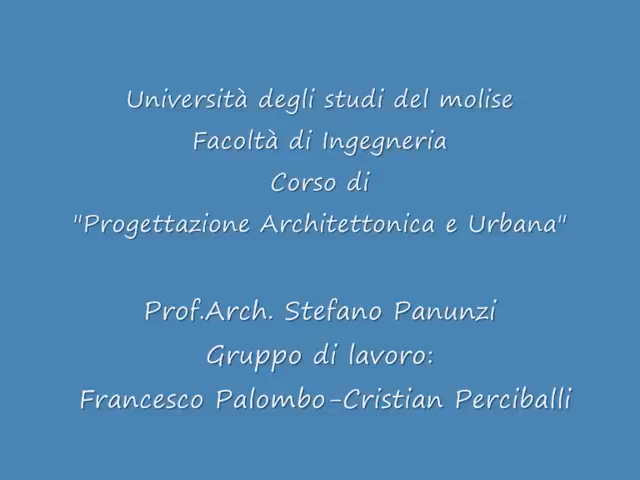 Università degli studi del molise
Facoltà di Ingegneria
Corso di
"Progettazione Architettonica e Urbana"
Prof.Arch. Stefano Panunzi
Gruppo di lavoro:
Francesco Palombo-Cristian Perciballi